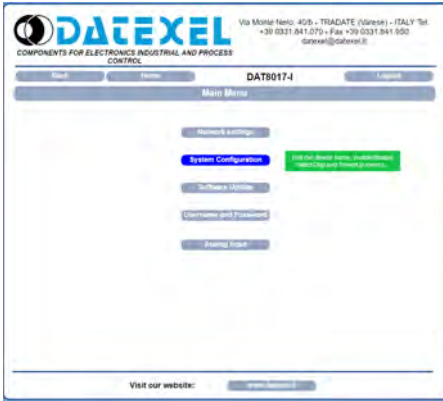 DATEXEL
COMPONENTS FOR ELECTRONICS INDUSTRIAL AND PROCESS
CONTROL
Via Monte Nero, 40/b - TRADATE (Varese) - ITALY Tel.
+39 0331.841.070 - Fax +39 0331.841.950
datexel@datexel.it
Back
Home
DAT8017-I
Logout
Main Menu
Network settings
System Configuration
Software Update
Username and Password
Analog Input
Visit our website:
www.datexel.it